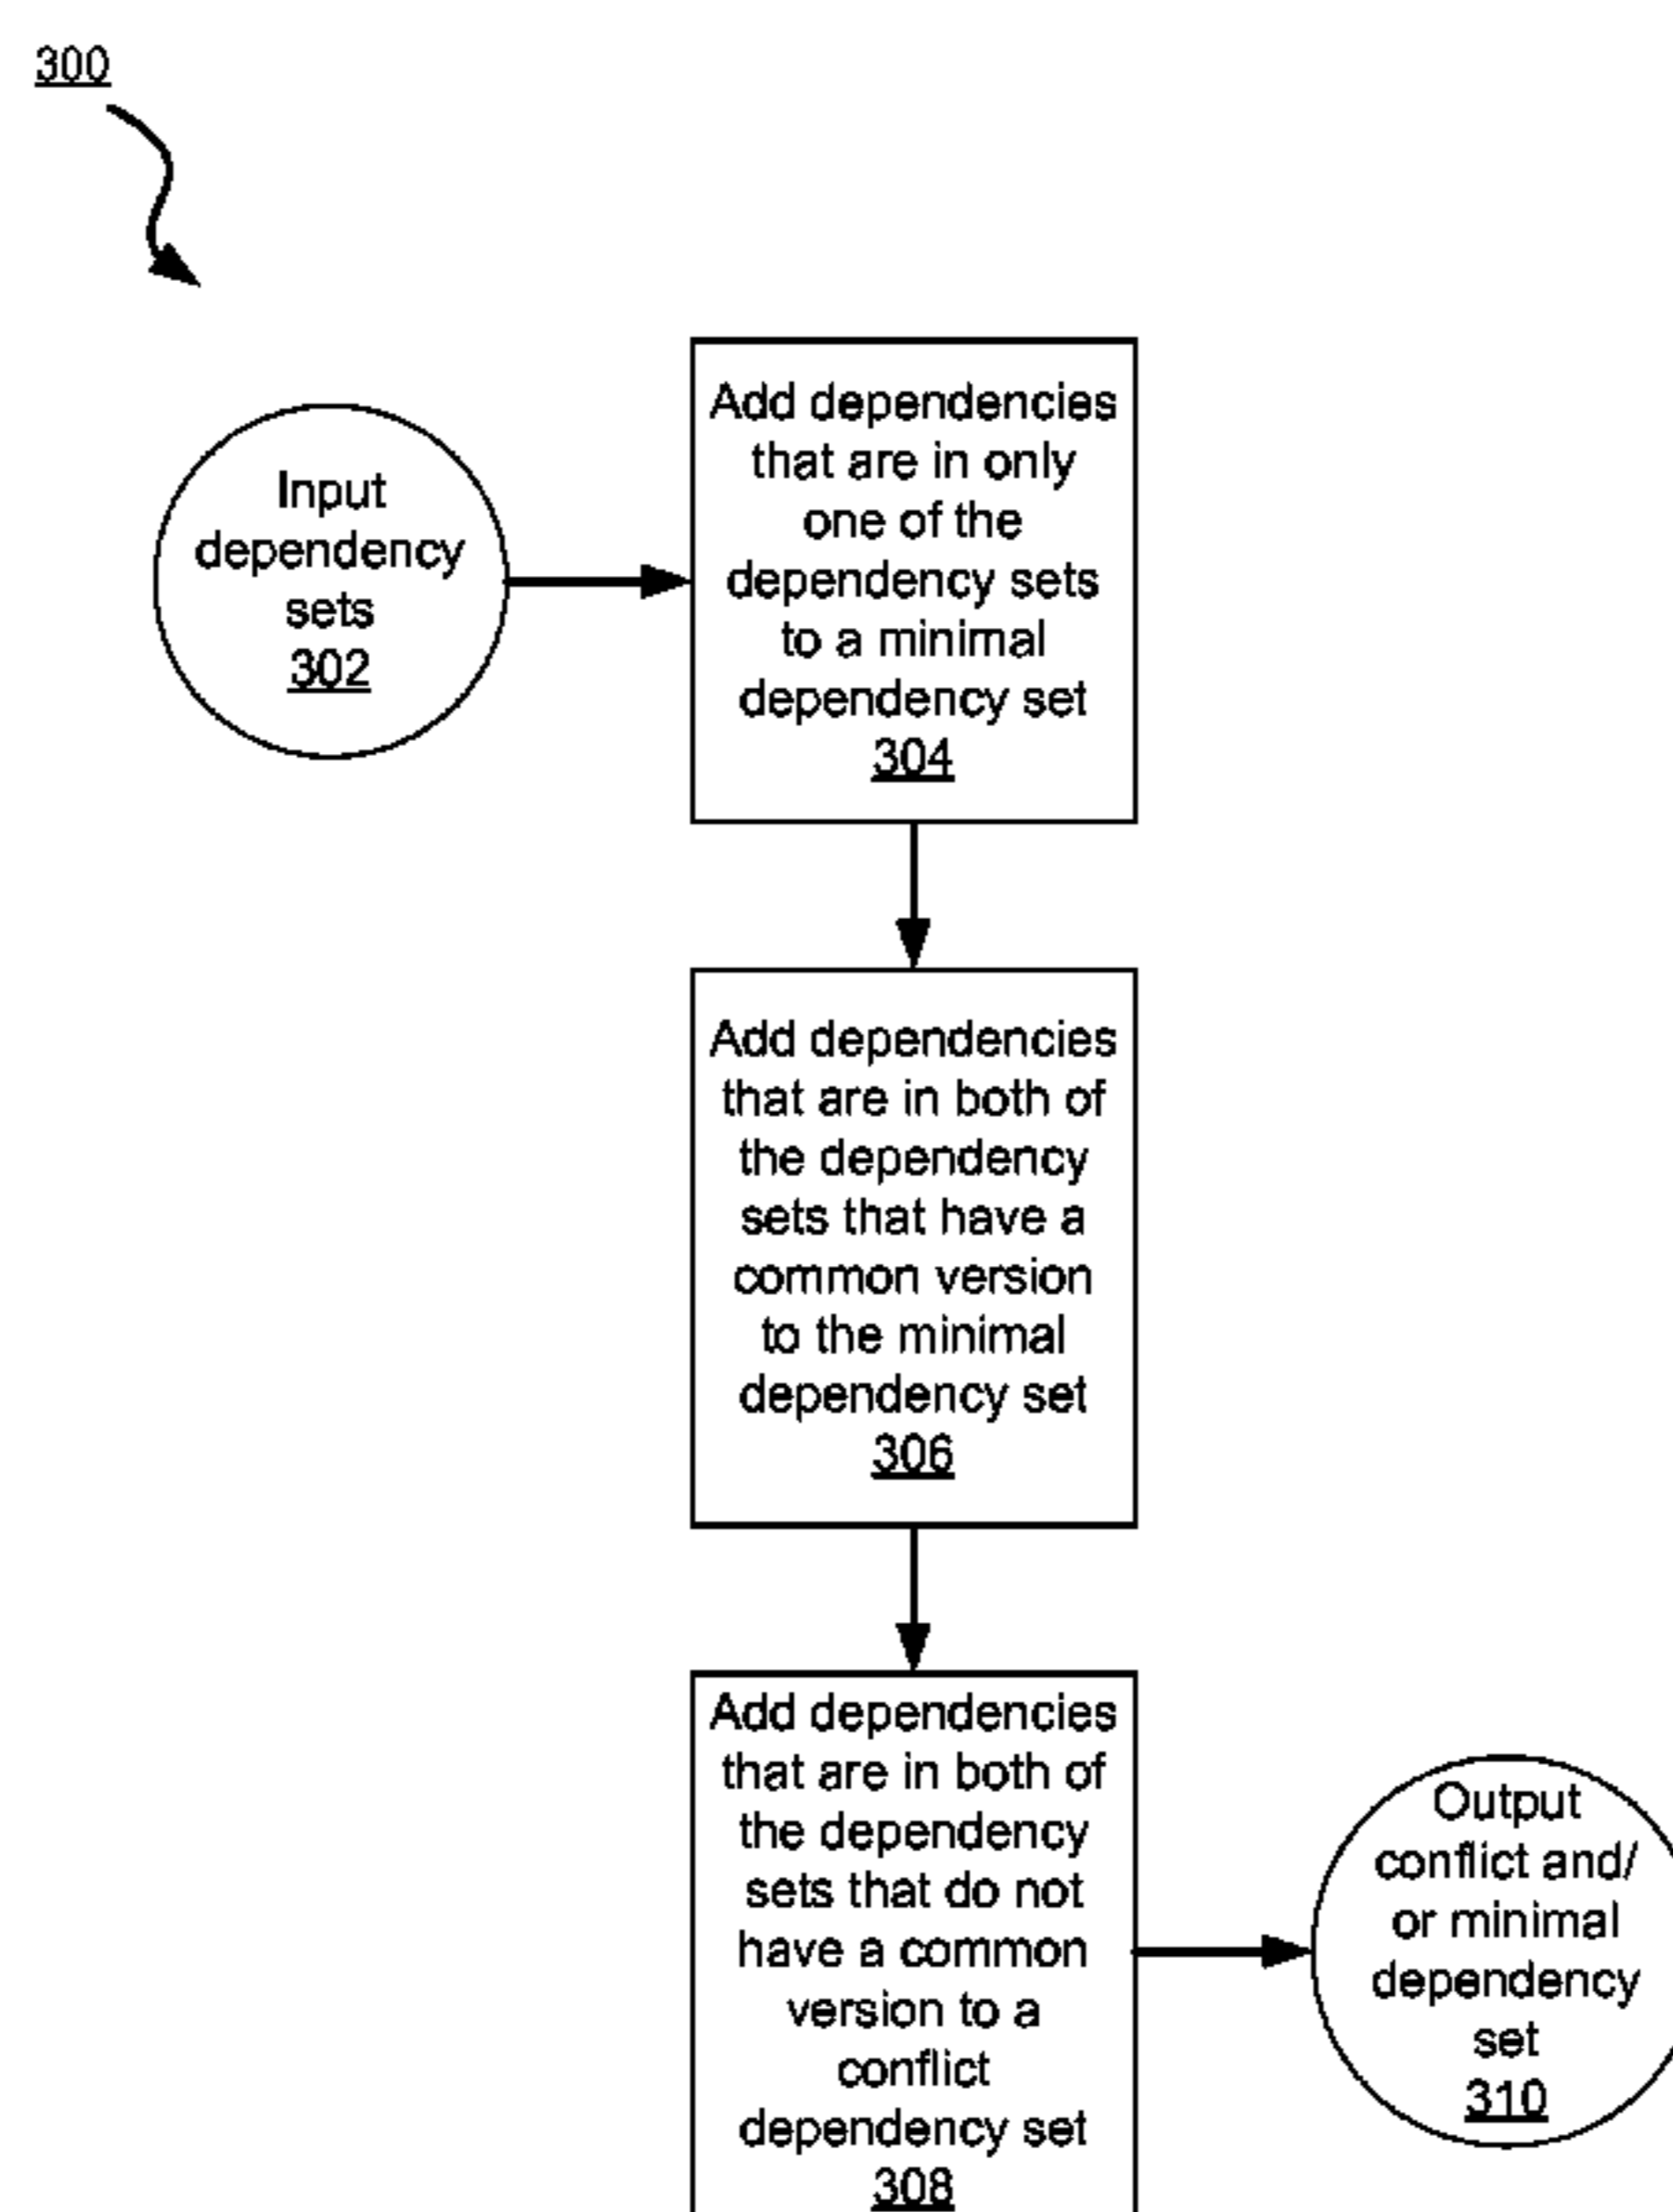 300
Input
dependency
sets
302
Add dependencies
that are in only
one of the
dependency sets
to a minimal
dependency set
304
Add dependencies
that are in both of
the dependency
sets that have a
common version
to the minimal
dependency set
306
Add dependencies
that are in both of
the dependency
sets that do not
have a common
version to a
conflict
dependency set
308
Output
conflict and/
or minimal
dependency
set
310